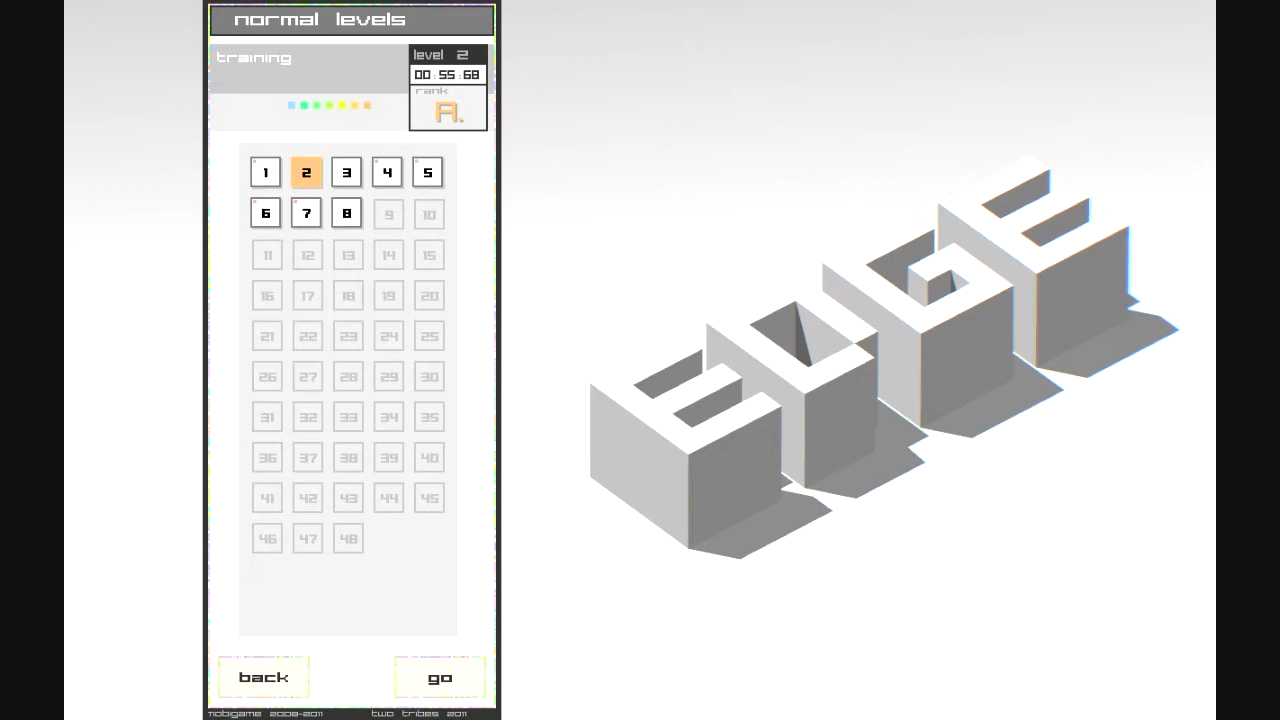 normal levels
training
level 2
00:55:68
rank
A.
1 2 3 4 5
6 7 8 9 10
11 12 13 14 15
16 17 18 19 20
21 22 23 24 25
26 27 28 29 30
31 32 33 34 35
36 37 38 39 40
41 42 43 44 45
46 47 48
EDGE
back go
mobigame 2008-2011 two tribes 2011